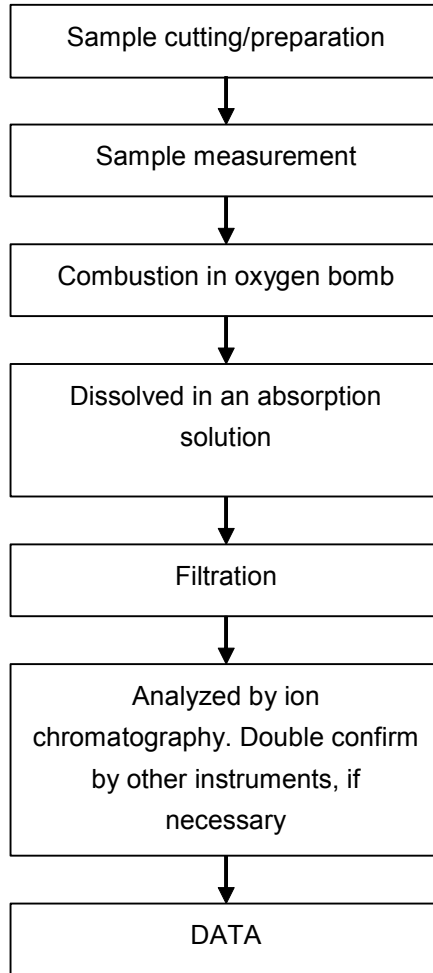 Sample cutting/preparation
Sample measurement
Combustion in oxygen bomb
Dissolved in an absorption
solution
Filtration
Analyzed by ion
chromatography. Double confirm
by other instruments, if
necessary
DATA